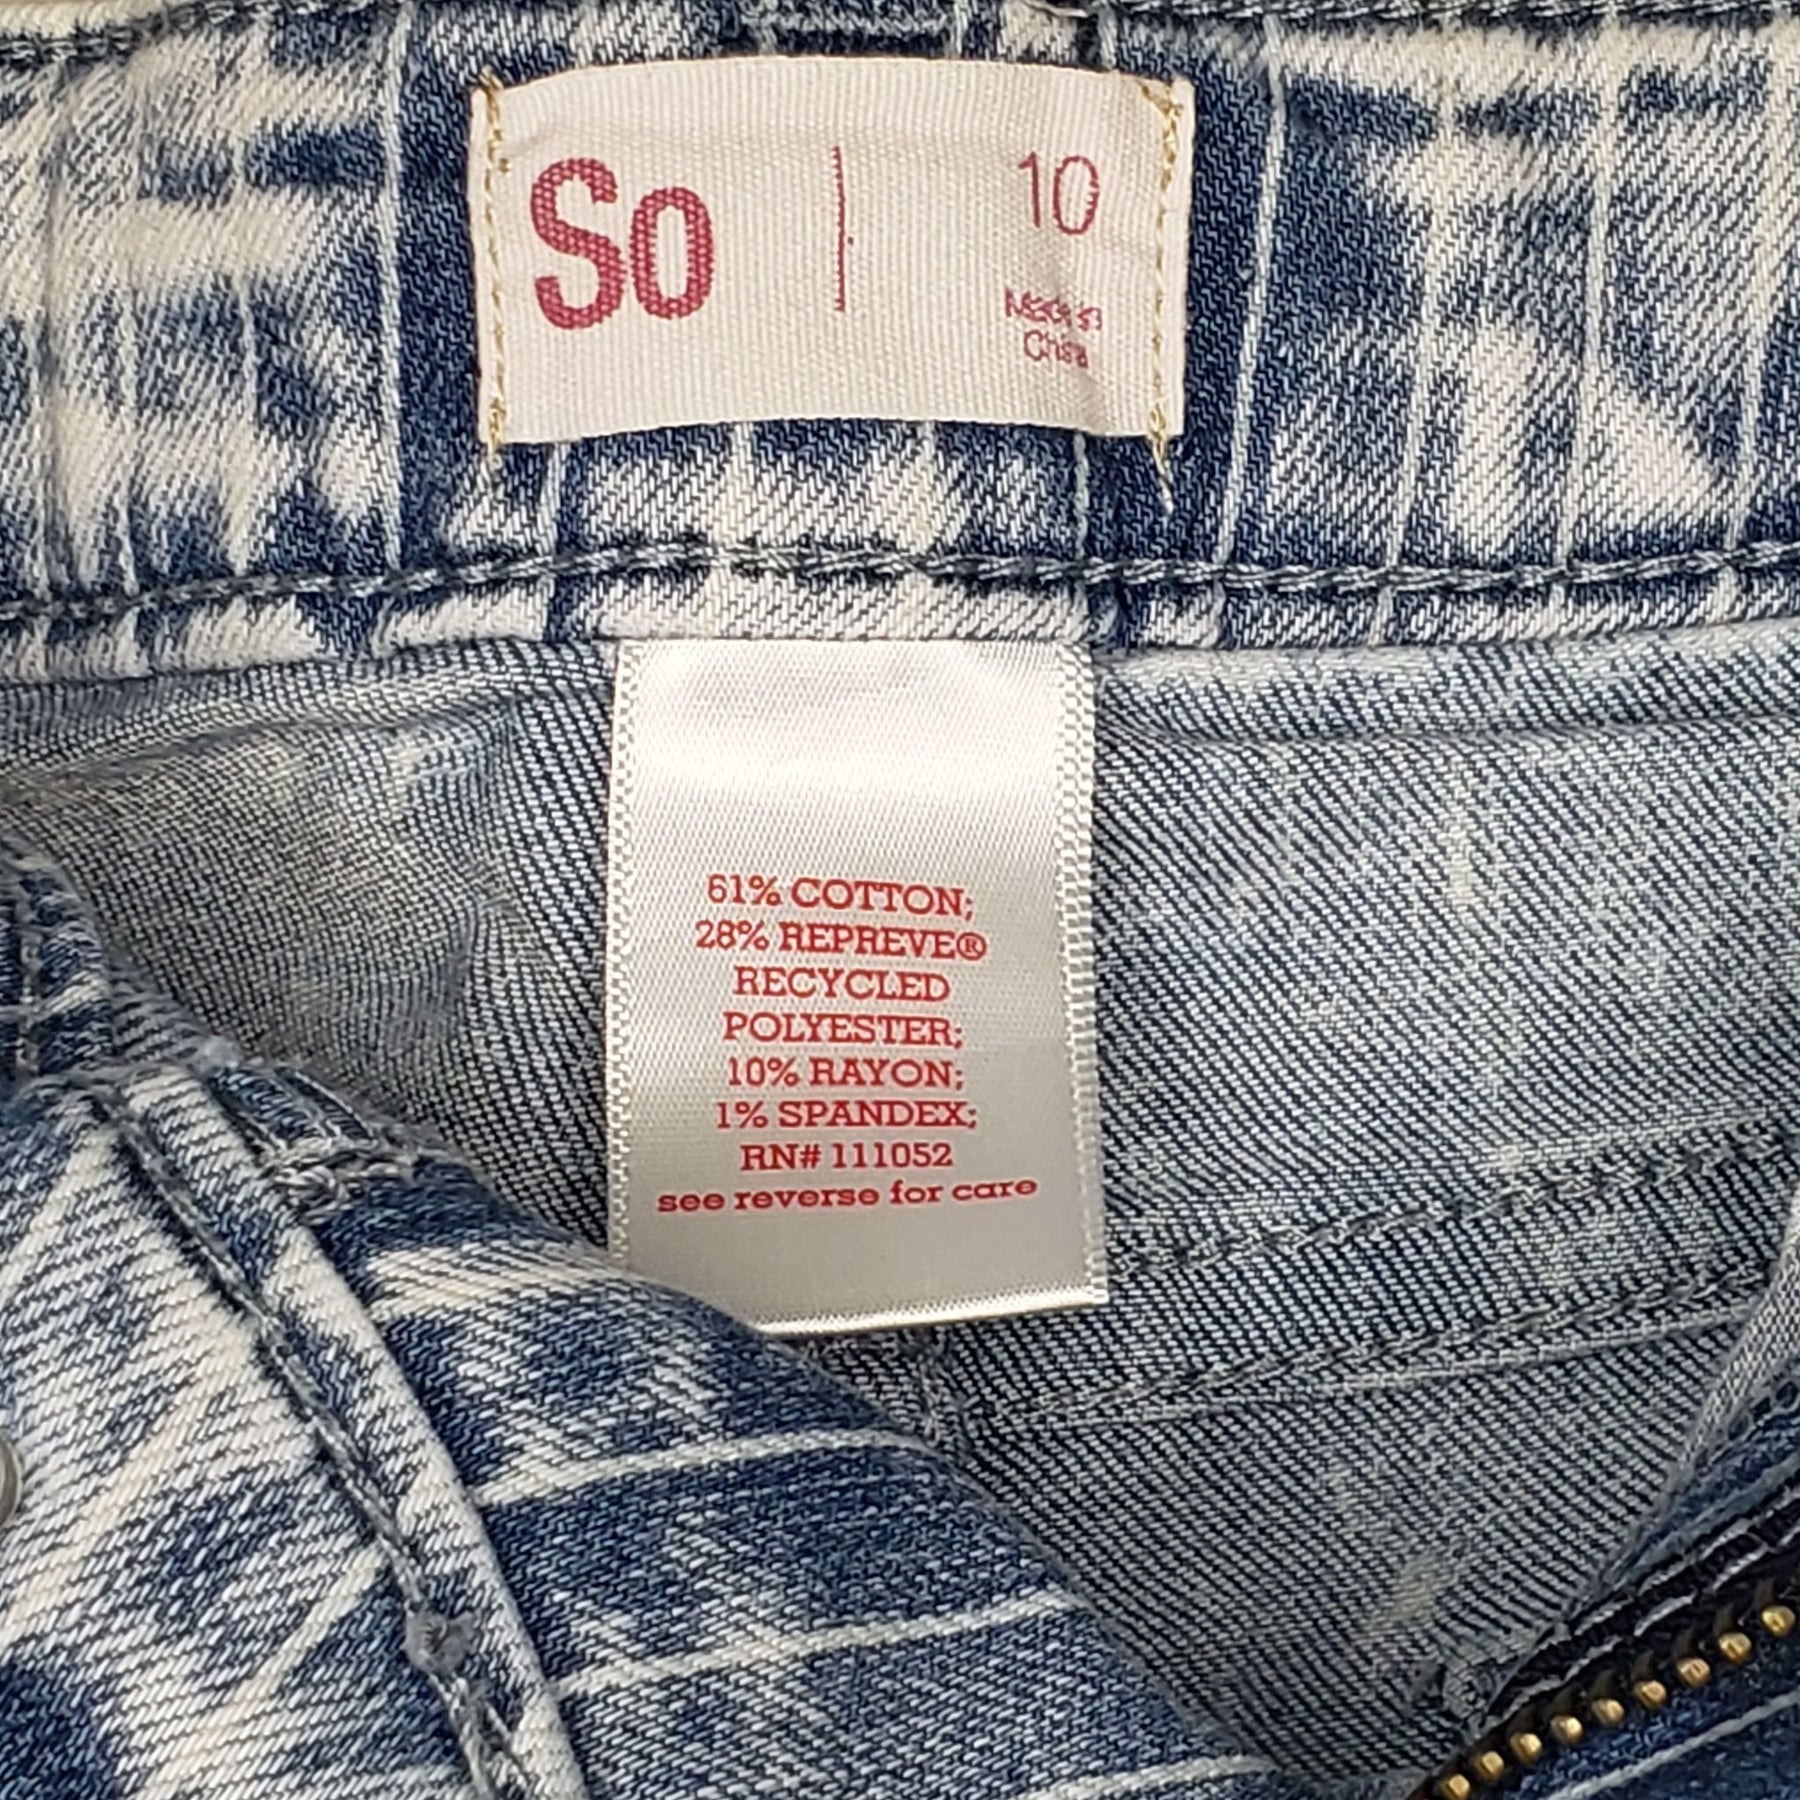 So
10
Made in
China
61% COTTON;
28% REPREVE®
RECYCLED
POLYESTER;
10% RAYON;
1% SPANDEX;
RN# 111052
see reverse for care